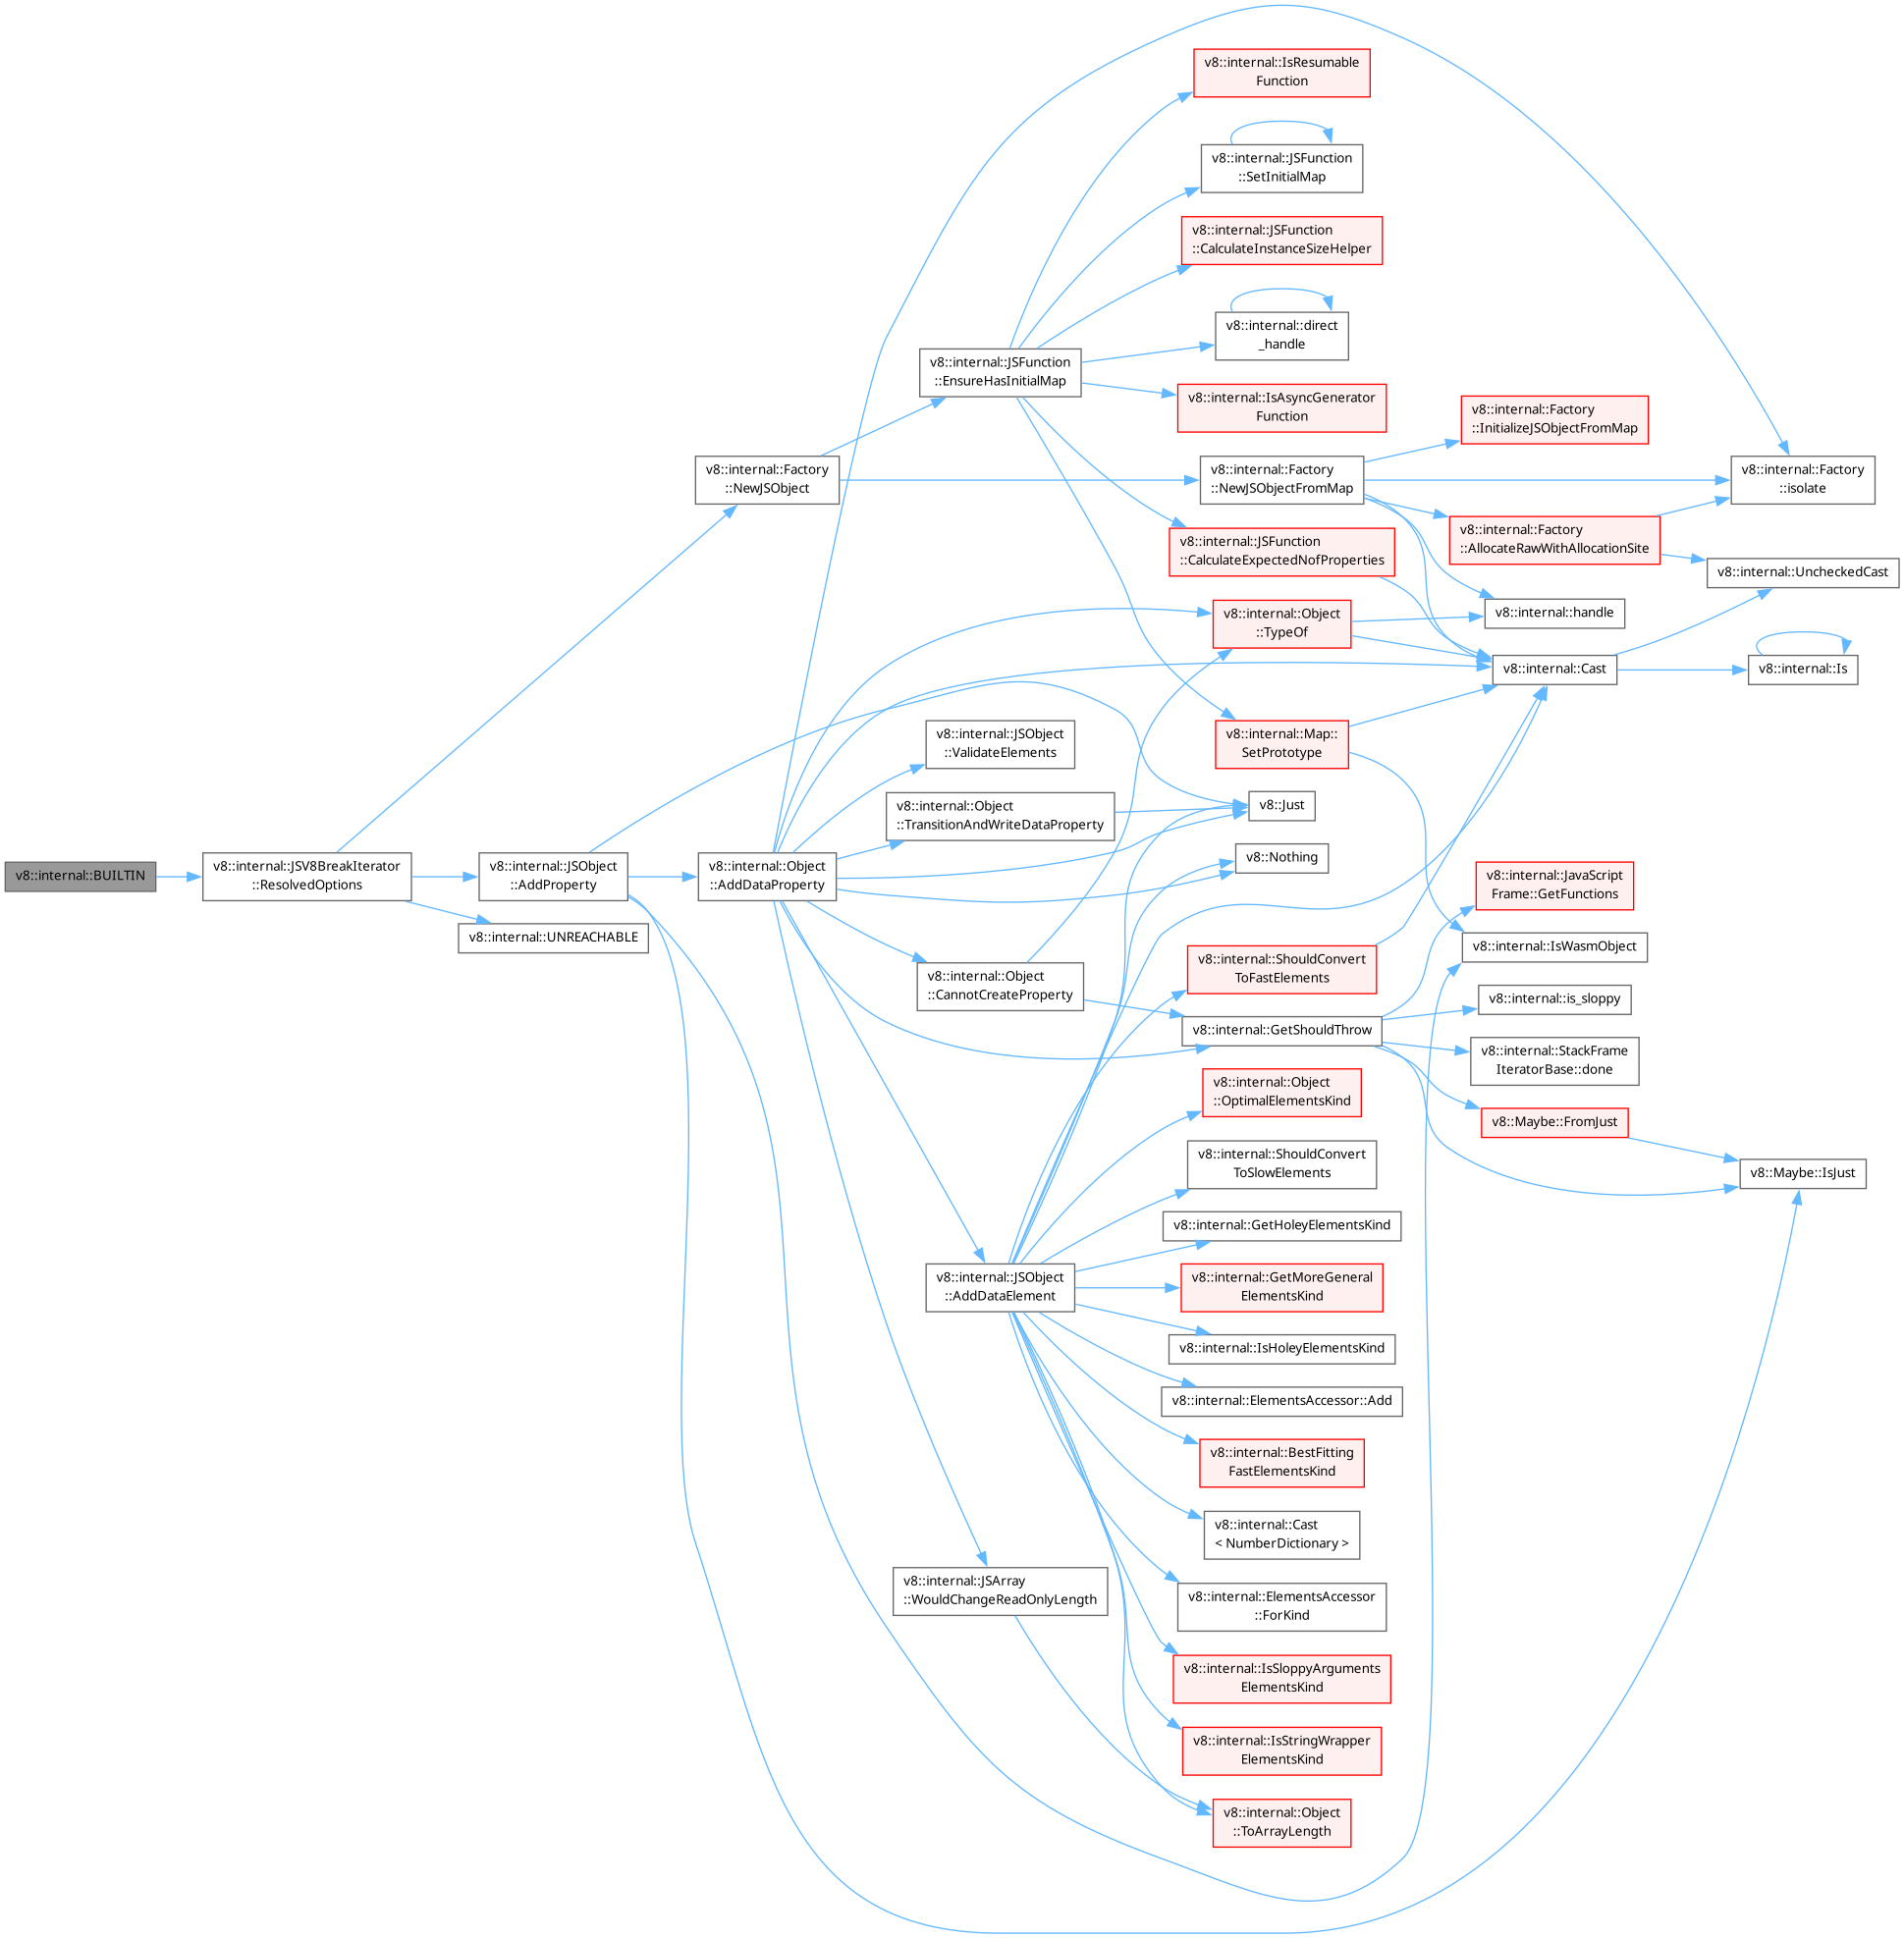 v8::internal::BUILTIN
v8::internal::JSV8BreakIterator
::ResolvedOptions
v8::internal::JSObject
::AddProperty
v8::internal::UNREACHABLE
v8::internal::Factory
::NewJSObject
v8::internal::Object
::AddDataProperty
v8::internal::JSFunction
::EnsureHasInitialMap
v8::internal::JSObject
::ValidateElements
v8::internal::Object
::TransitionAndWriteDataProperty
v8::internal::Object
::CannotCreateProperty
v8::internal::JSObject
::AddDataElement
v8::internal::JSArray
::WouldChangeReadOnlyLength
v8::internal::IsResumable
Function
v8::internal::JSFunction
::SetInitialMap
v8::internal::JSFunction
::CalculateInstanceSizeHelper
v8::internal::direct
_handle
v8::internal::IsAsyncGenerator
Function
v8::internal::Factory
::NewJSObjectFromMap
v8::internal::JSFunction
::CalculateExpectedNofProperties
v8::internal::Object
::TypeOf
v8::internal::Map::
SetPrototype
v8::Just
v8::Nothing
v8::internal::ShouldConvert
ToFastElements
v8::internal::GetShouldThrow
v8::internal::Object
::OptimalElementsKind
v8::internal::ShouldConvert
ToSlowElements
v8::internal::GetHoleyElementsKind
v8::internal::GetMoreGeneral
ElementsKind
v8::internal::IsHoleyElementsKind
v8::internal::ElementsAccessor::Add
v8::internal::BestFitting
FastElementsKind
v8::internal::Cast
< NumberDictionary >
v8::internal::ElementsAccessor
::ForKind
v8::internal::IsSloppyArguments
ElementsKind
v8::internal::IsStringWrapper
ElementsKind
v8::internal::Object
::ToArrayLength
v8::internal::Factory
::InitializeJSObjectFromMap
v8::internal::Factory
::AllocateRawWithAllocationSite
v8::internal::handle
v8::internal::Cast
v8::internal::JavaScript
Frame::GetFunctions
v8::internal::IsWasmObject
v8::internal::is_sloppy
v8::internal::StackFrame
IteratorBase::done
v8::Maybe::FromJust
v8::internal::Factory
::isolate
v8::internal::UncheckedCast
v8::internal::Is
v8::Maybe::IsJust